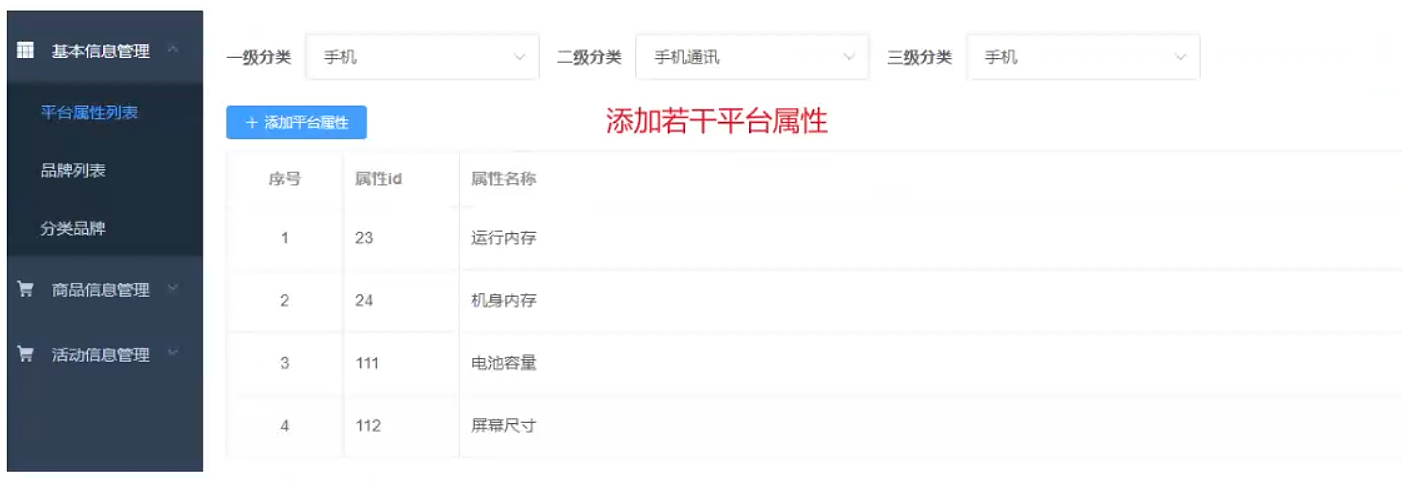 基本信息管理
平台属性列表
品牌列表
分类品牌
商品信息管理
活动信息管理
一级分类 手机 二级分类 手机通讯 三级分类 手机
+ 添加平台属性
添加若干平台属性
序号 属性id 属性名称
1 23 运行内存
2 24 机身内存
3 111 电池容量
4 112 屏幕尺寸